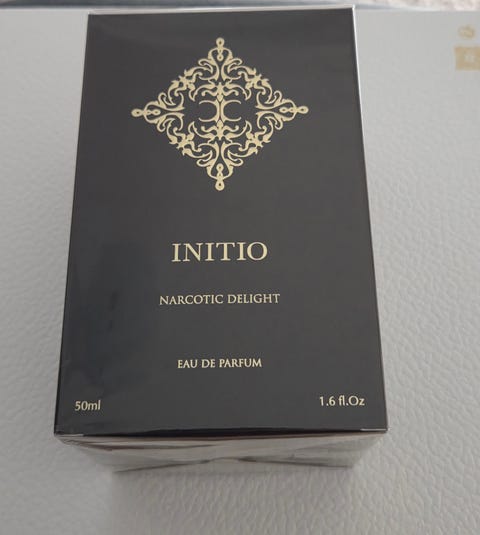 INITIO
NARCOTIC DELIGHT
EAU DE PARFUM
50ml 1.6 fl.Oz